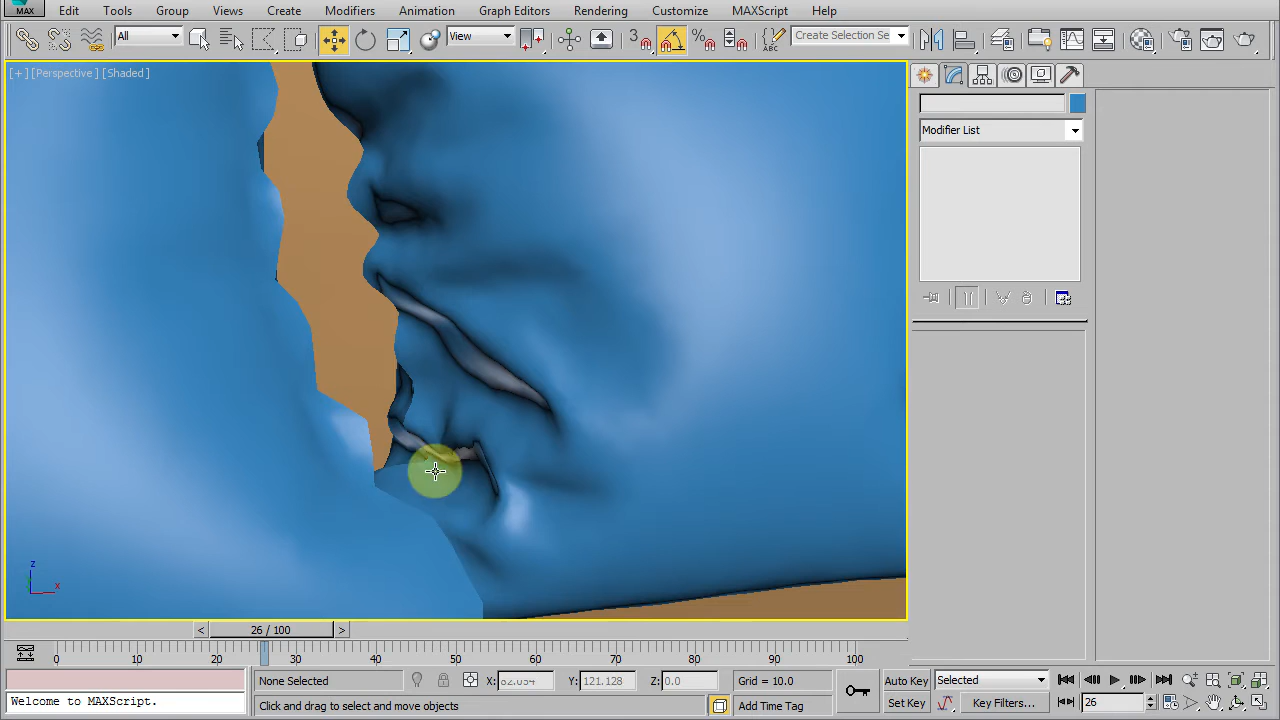 MAX Edit Tools Group Views Create Modifiers Animation Graph Editors Rendering Customize MAXScript Help
All View 3 Create Selection Se
[+][Perspective][Shaded]
Modifier List
z
x
< 26 / 100 >
0 10 20 30 40 50 60 70 80 90 100
None Selected X: Y: 121.128 Z: 0.0 Grid = 10.0 Auto Key Selected
Welcome to MAXScript. Click and drag to select and move objects Add Time Tag Set Key Key Filters... 26